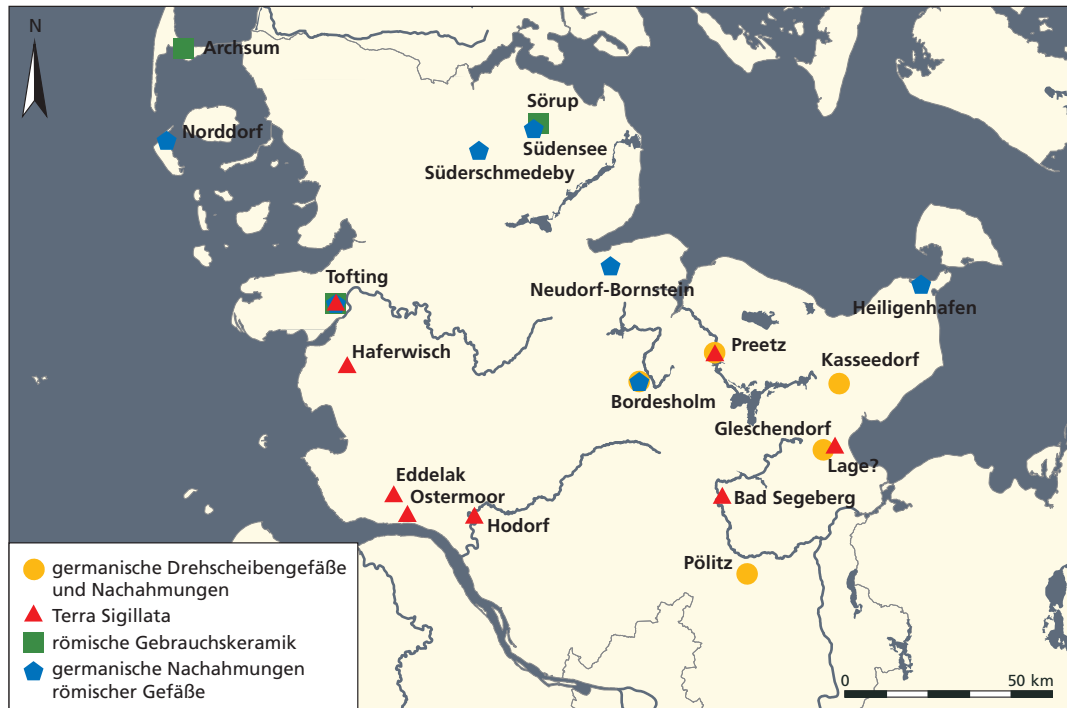 N
Archsum
Sörup
Norddorf
Südensee
Süderschmedeby
Tofting
Neudorf-Bornstein
Heiligenhafen
Haferwisch
Preetz
Kasseedorf
Bordesholm
Gleschendorf
Lage?
Eddelak
Ostermoor
Bad Segeberg
Hodorf
Pölitz
germanische Drehscheibengefäße
und Nachahmungen
Terra Sigillata
römische Gebrauchskeramik
germanische Nachahmungen
römischer Gefäße
0 50 km